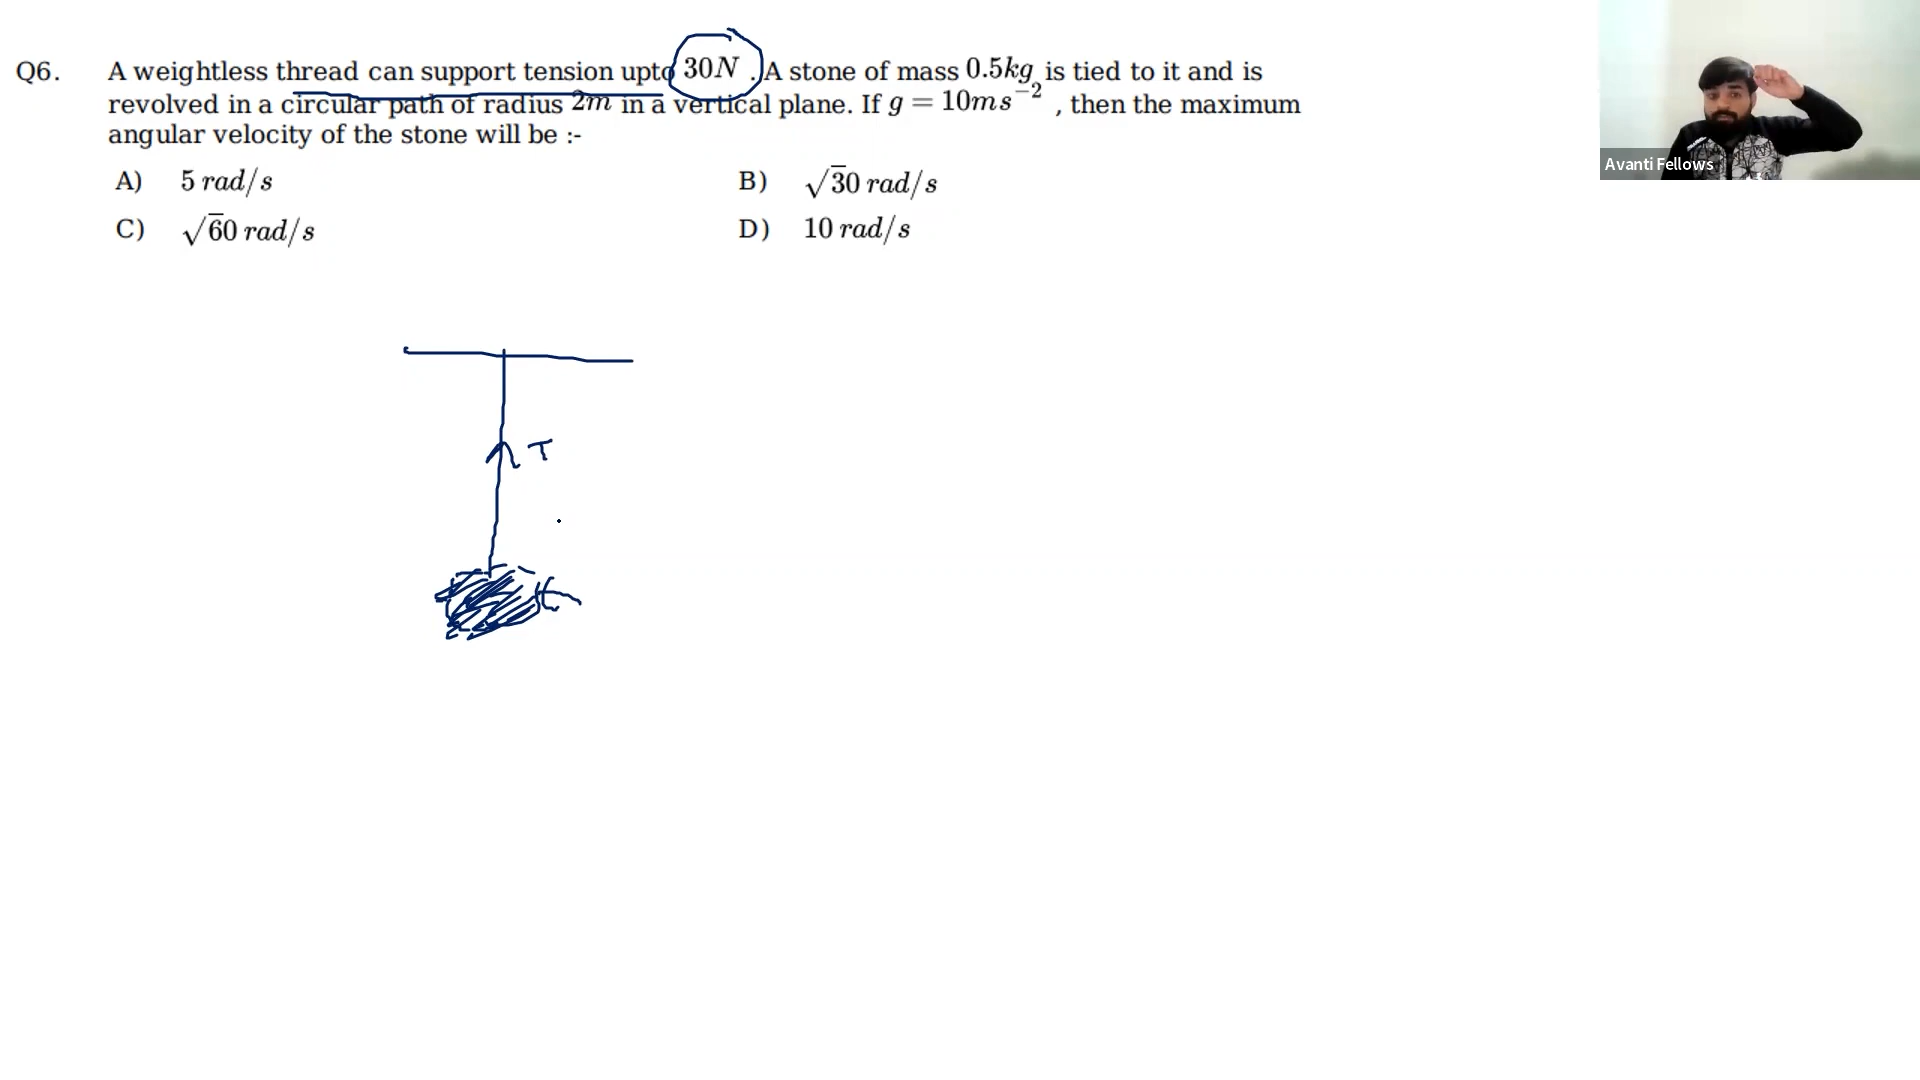 Q6. A weightless thread can support tension upto 30N . A stone of mass 0.5kg is tied to it and is
revolved in a circular path of radius 2m in a vertical plane. If g = 10ms⁻² , then the maximum
angular velocity of the stone will be :-
A) 5 rad/s B) √30 rad/s
C) √60 rad/s D) 10 rad/s
T
Avanti Fellows